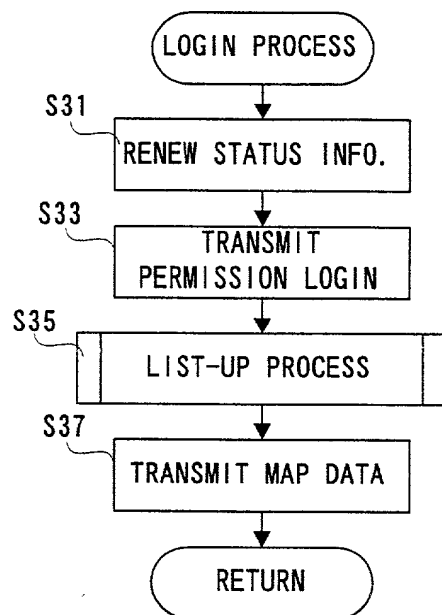 LOGIN PROCESS
S31
RENEW STATUS INFO.
S33
TRANSMIT
PERMISSION LOGIN
S35
LIST-UP PROCESS
S37
TRANSMIT MAP DATA
RETURN